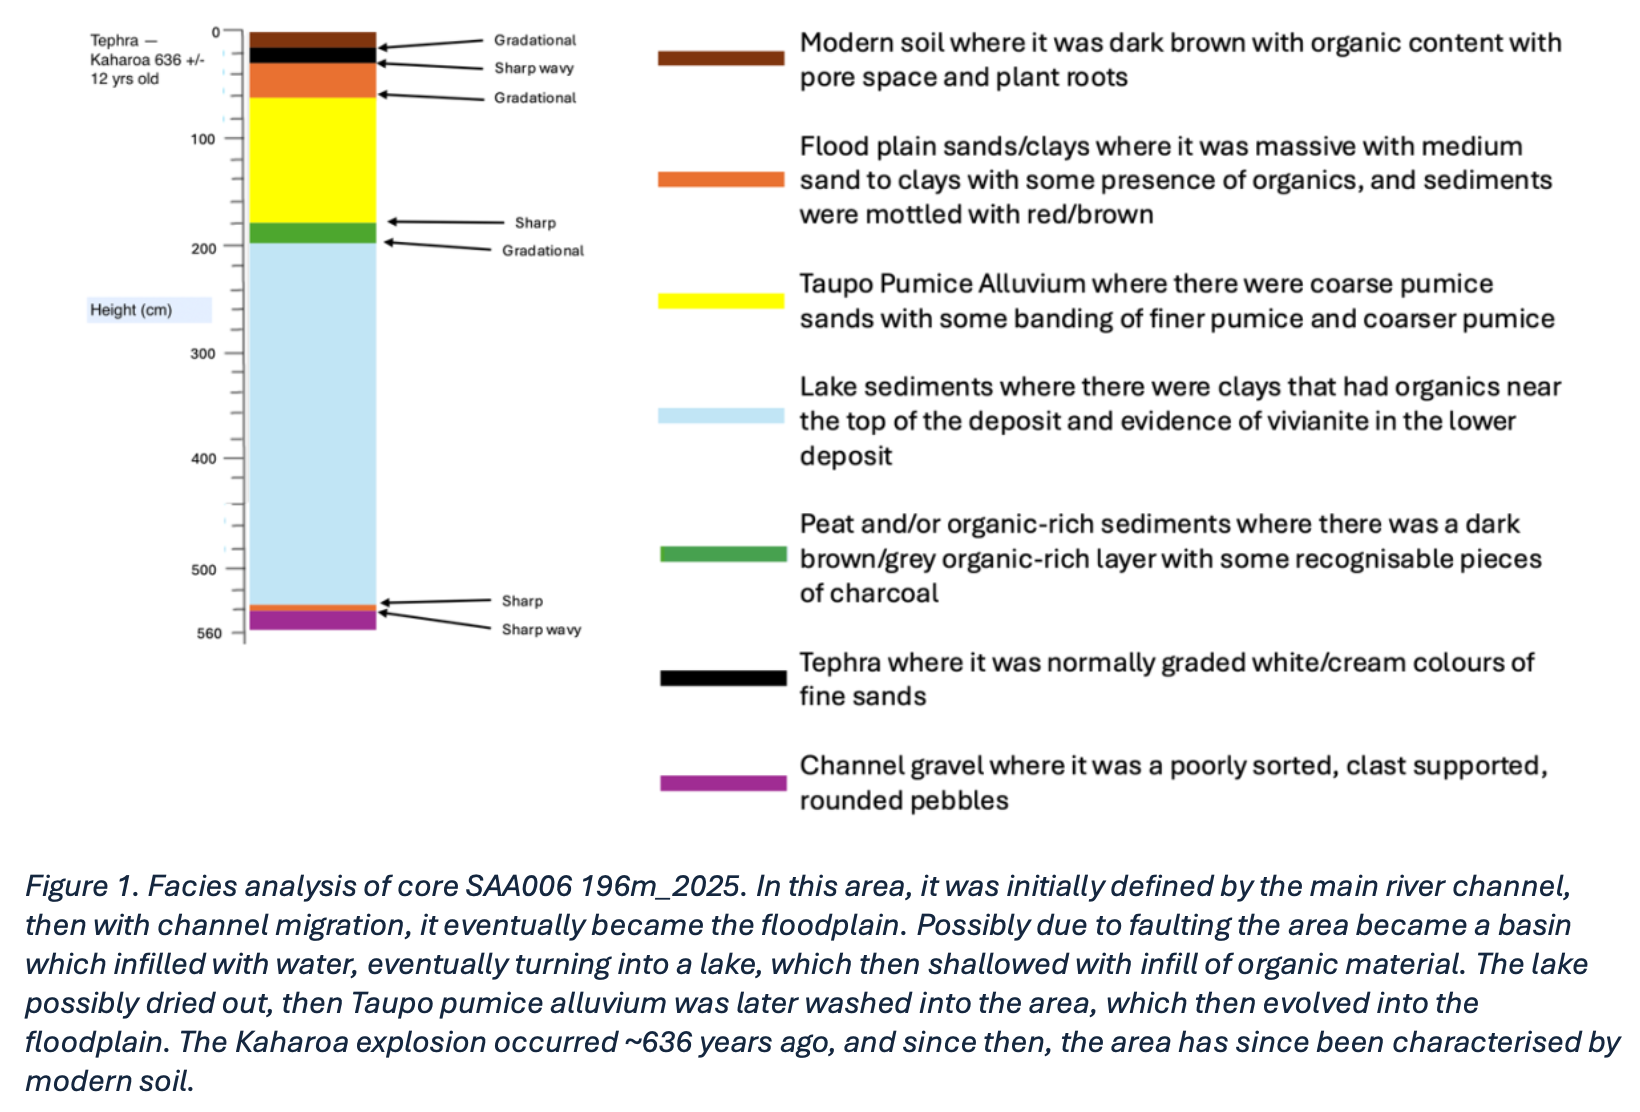 Tephra —
Kaharoa 636 +/-
12 yrs old
0
100
200
Height (cm)
300
400
500
560
Gradational
Sharp wavy
Gradational
Sharp
Gradational
Sharp
Sharp wavy
Modern soil where it was dark brown with organic content with
pore space and plant roots
Flood plain sands/clays where it was massive with medium
sand to clays with some presence of organics, and sediments
were mottled with red/brown
Taupo Pumice Alluvium where there were coarse pumice
sands with some banding of finer pumice and coarser pumice
Lake sediments where there were clays that had organics near
the top of the deposit and evidence of vivianite in the lower
deposit
Peat and/or organic-rich sediments where there was a dark
brown/grey organic-rich layer with some recognisable pieces
of charcoal
Tephra where it was normally graded white/cream colours of
fine sands
Channel gravel where it was a poorly sorted, clast supported,
rounded pebbles
Figure 1. Facies analysis of core SAA006 196m_2025. In this area, it was initially defined by the main river channel,
then with channel migration, it eventually became the floodplain. Possibly due to faulting the area became a basin
which infilled with water, eventually turning into a lake, which then shallowed with infill of organic material. The lake
possibly dried out, then Taupo pumice alluvium was later washed into the area, which then evolved into the
floodplain. The Kaharoa explosion occurred ~636 years ago, and since then, the area has since been characterised by
modern soil.